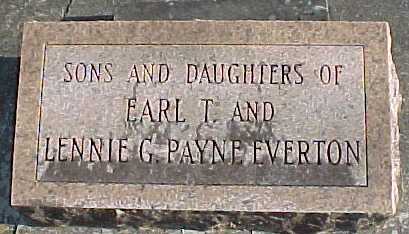 SONS AND DAUGHTERS OF
EARL T. AND
LENNIE G. PAYNE EVERTON